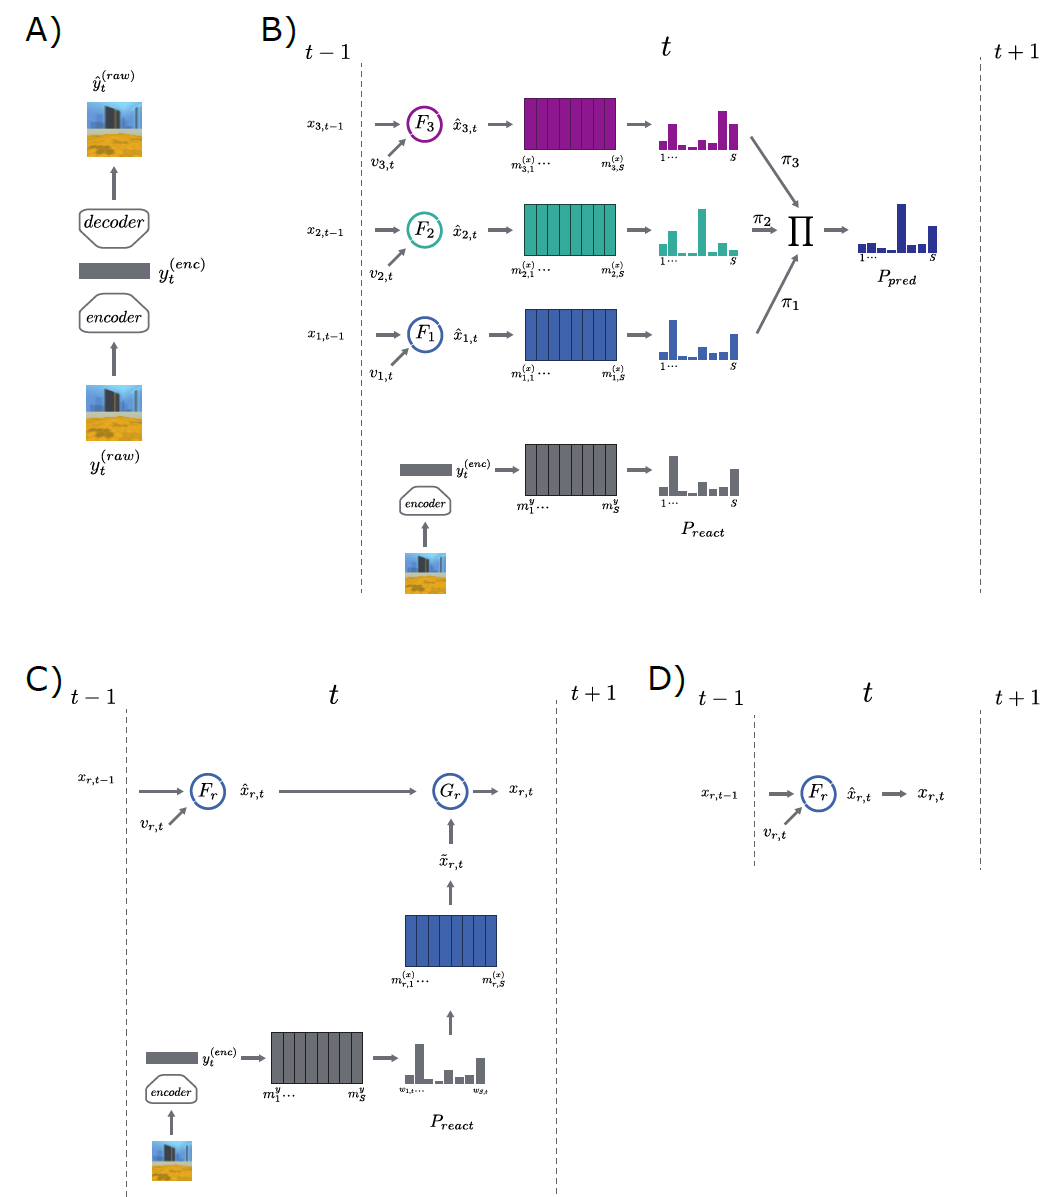 A)
ŷ_t^(raw)
decoder
y_t^(enc)
encoder
y_t^(raw)
B)
t − 1
t
t + 1
x_{3,t−1} F_3 x̂_{3,t}
v_{3,t}
m_{3,1}^(x) ··· m_{3,S}^(x)
1··· S
π_3
x_{2,t−1} F_2 x̂_{2,t}
v_{2,t}
m_{2,1}^(x) ··· m_{2,S}^(x)
1··· S
π_2
∏
1··· S
P_pred
x_{1,t−1} F_1 x̂_{1,t}
v_{1,t}
m_{1,1}^(x) ··· m_{1,S}^(x)
1··· S
π_1
y_t^(enc)
encoder
m_1^y ··· m_S^y
1··· S
P_react
C)
t − 1
t
t + 1
x_{r,t−1} F_r x̂_{r,t} G_r x_{r,t}
v_{r,t}
x̃_{r,t}
m_{r,1}^(x) ··· m_{r,S}^(x)
y_t^(enc)
encoder
m_1^y ··· m_S^y
w_{1,t}··· w_{S,t}
P_react
D)
t − 1
t
t + 1
x_{r,t−1} F_r x̂_{r,t} x_{r,t}
v_{r,t}